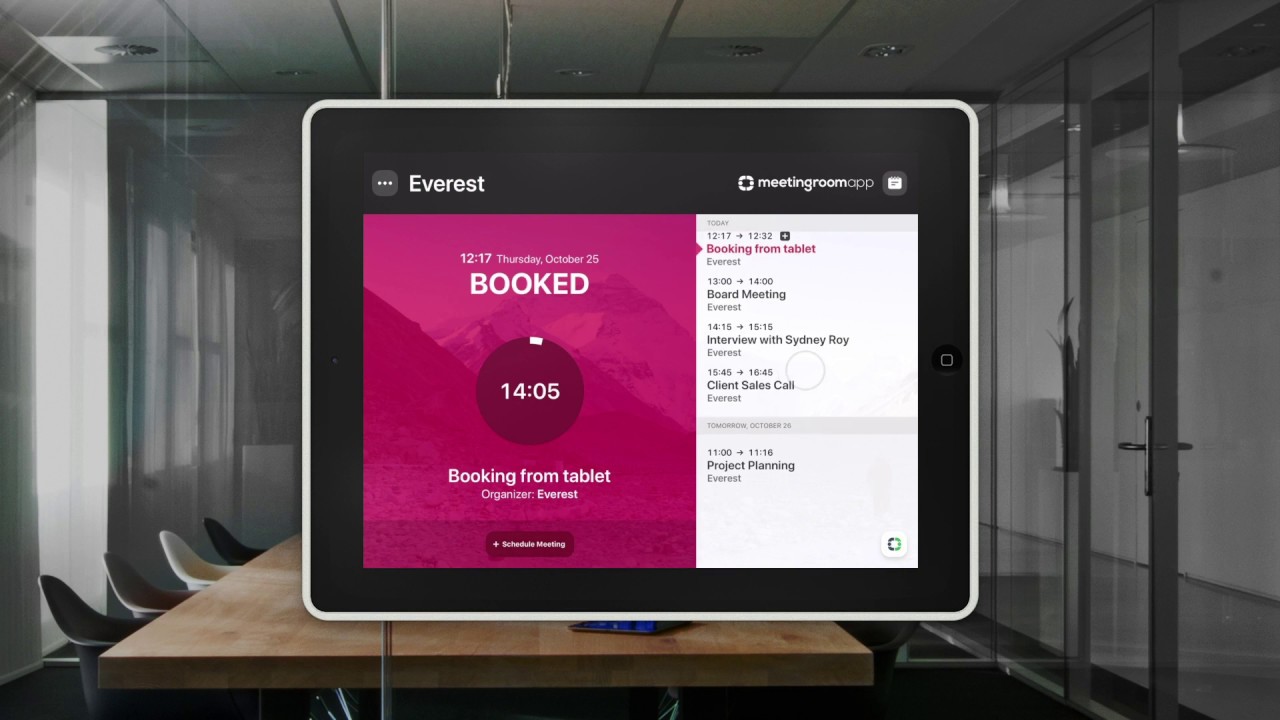 Everest
meetingroomapp
12:17 Thursday, October 25
BOOKED
14:05
Booking from tablet
Organizer: Everest
+ Schedule Meeting
TODAY
12:17 → 12:32
Booking from tablet
Everest
13:00 → 14:00
Board Meeting
Everest
14:15 → 15:15
Interview with Sydney Roy
Everest
15:45 → 16:45
Client Sales Call
Everest
TOMORROW, OCTOBER 26
11:00 → 11:16
Project Planning
Everest